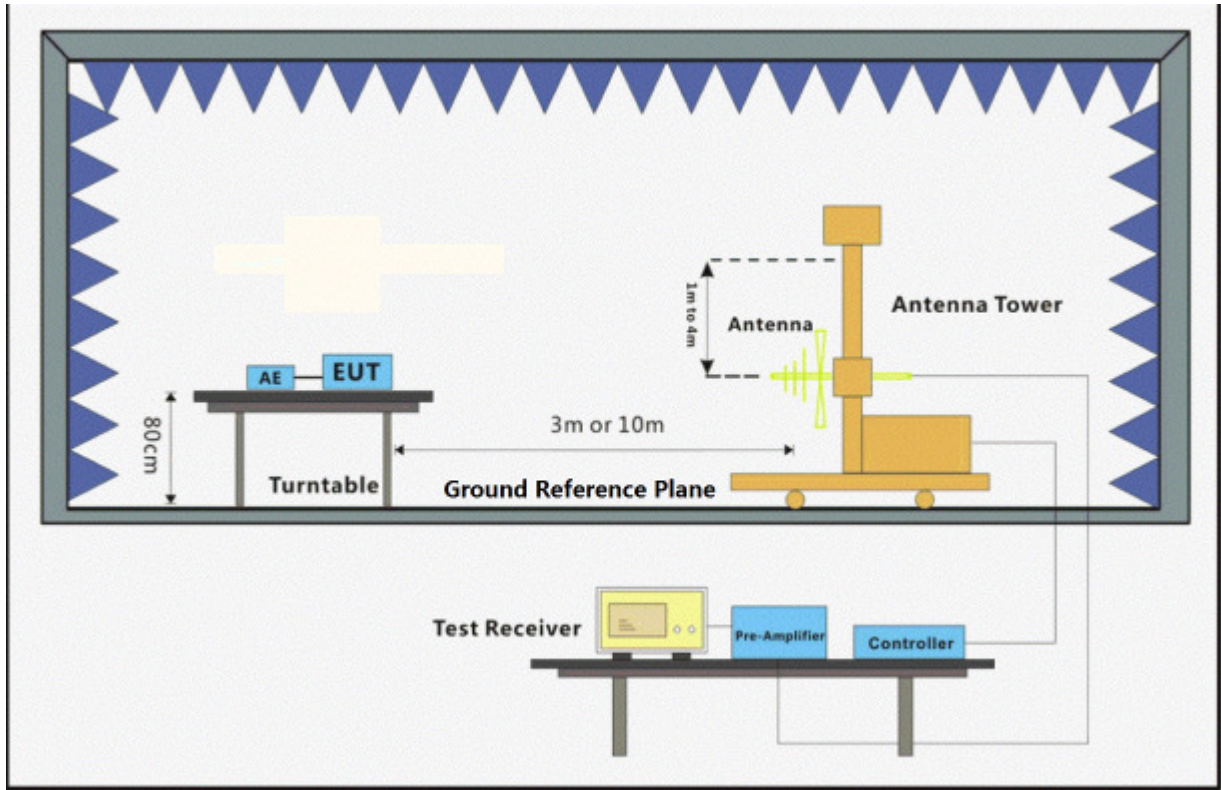 1m to 4m
Antenna
Antenna Tower
AE
EUT
80cm
3m or 10m
Turntable
Ground Reference Plane
Test Receiver
Pre-Amplifier
Controller